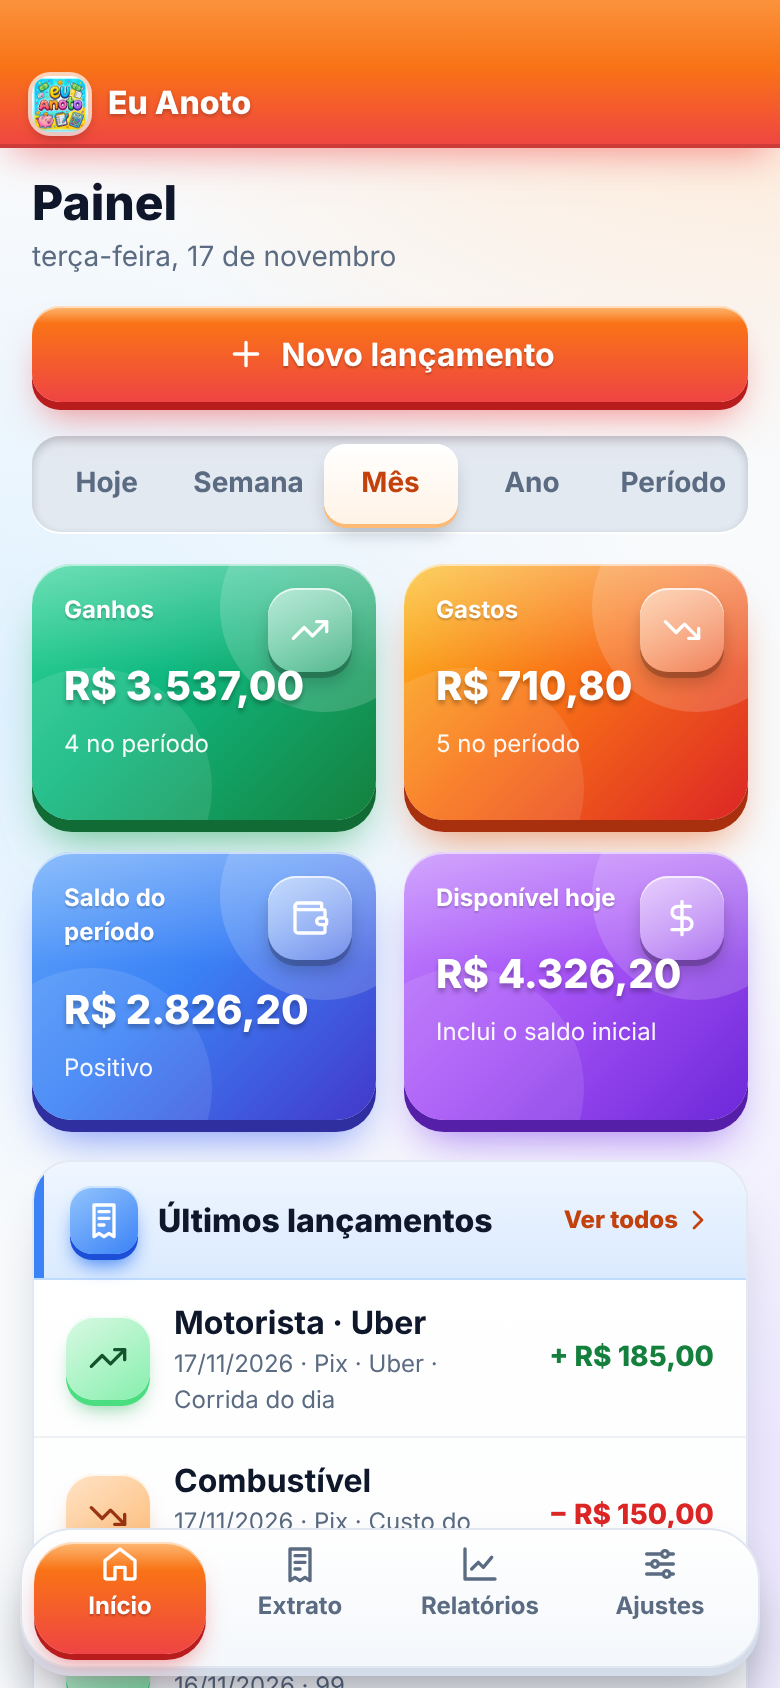 eu
anoto
Eu Anoto
Painel
terça-feira, 17 de novembro
Novo lançamento
Hoje Semana Mês Ano Período
Ganhos
R$ 3.537,00
4 no período
Gastos
R$ 710,80
5 no período
Saldo do
período
R$ 2.826,20
Positivo
Disponível hoje
R$ 4.326,20
Inclui o saldo inicial
Últimos lançamentos
Ver todos
Motorista · Uber
17/11/2026 · Pix · Uber ·
Corrida do dia
+ R$ 185,00
Combustível
17/11/2026 · Pix · Custo do
− R$ 150,00
Início Extrato Relatórios Ajustes
16/11/2026 · 99